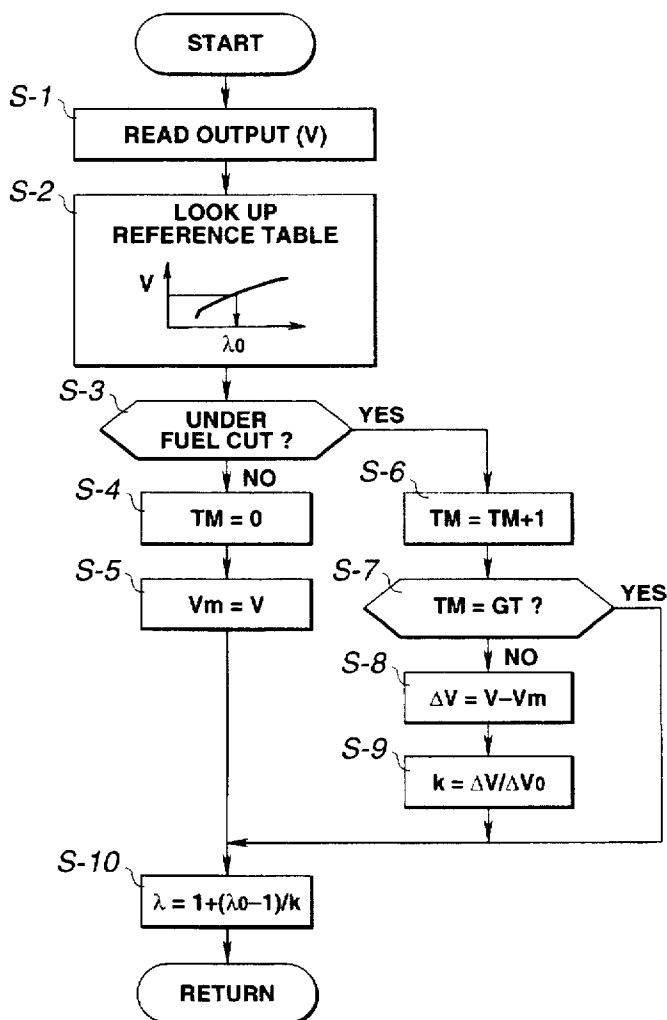 START
S-1
READ OUTPUT (V)
S-2
LOOK UP
REFERENCE TABLE
V
λ0
S-3
UNDER
FUEL CUT ?
YES
NO
S-4
TM = 0
S-5
Vm = V
S-6
TM = TM+1
S-7
TM = GT ?
YES
NO
S-8
ΔV = V–Vm
S-9
k = ΔV/ΔV0
S-10
λ = 1+(λ0–1)/k
RETURN